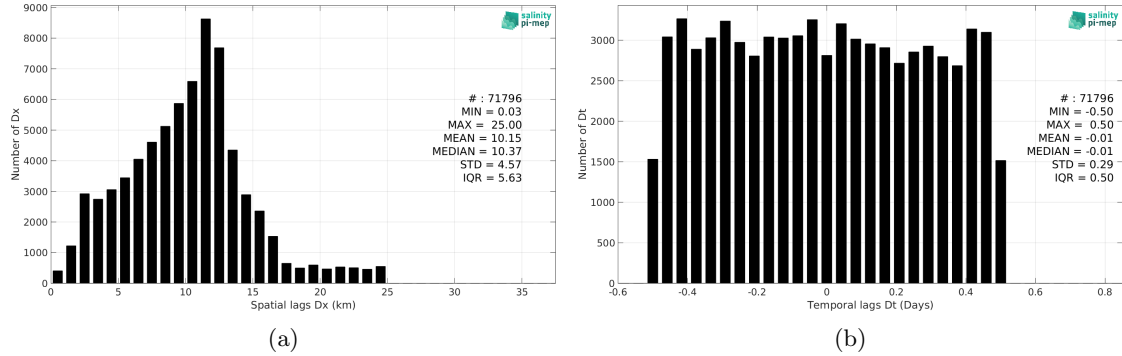 9000
8000
7000
6000
5000
4000
3000
2000
1000
0
Number of Dx
salinity
pi-mep
# : 71796
MIN = 0.03
MAX = 25.00
MEAN = 10.15
MEDIAN = 10.37
STD = 4.57
IQR = 5.63
0 5 10 15 20 25 30 35
Spatial lags Dx (km)
(a)
3000
2500
2000
1500
1000
500
0
Number of Dt
salinity
pi-mep
# : 71796
MIN = -0.50
MAX = 0.50
MEAN = -0.01
MEDIAN = -0.01
STD = 0.29
IQR = 0.50
-0.6 -0.4 -0.2 0 0.2 0.4 0.6 0.8
Temporal lags Dt (Days)
(b)